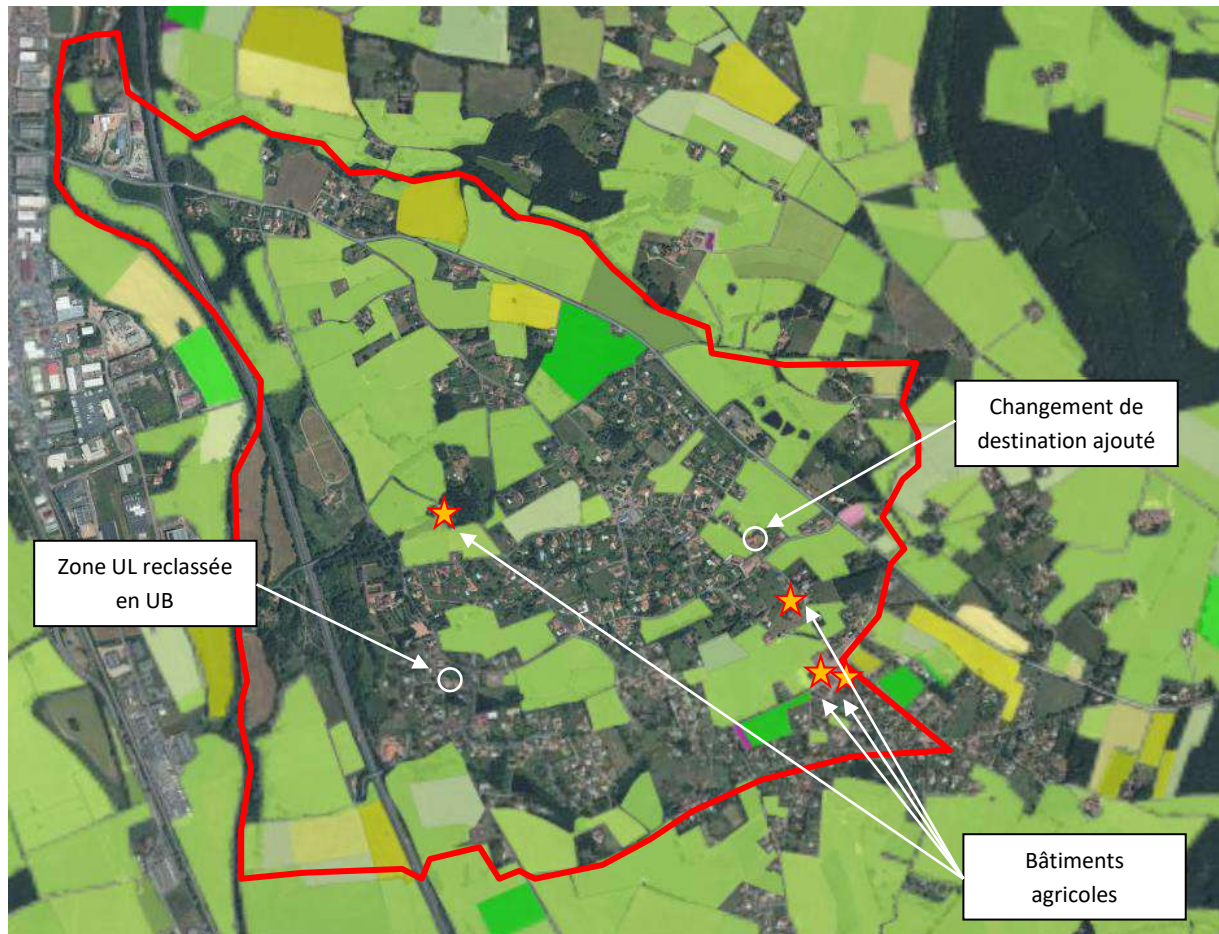 Changement de
destination ajouté
Zone UL reclassée
en UB
Bâtiments
agricoles